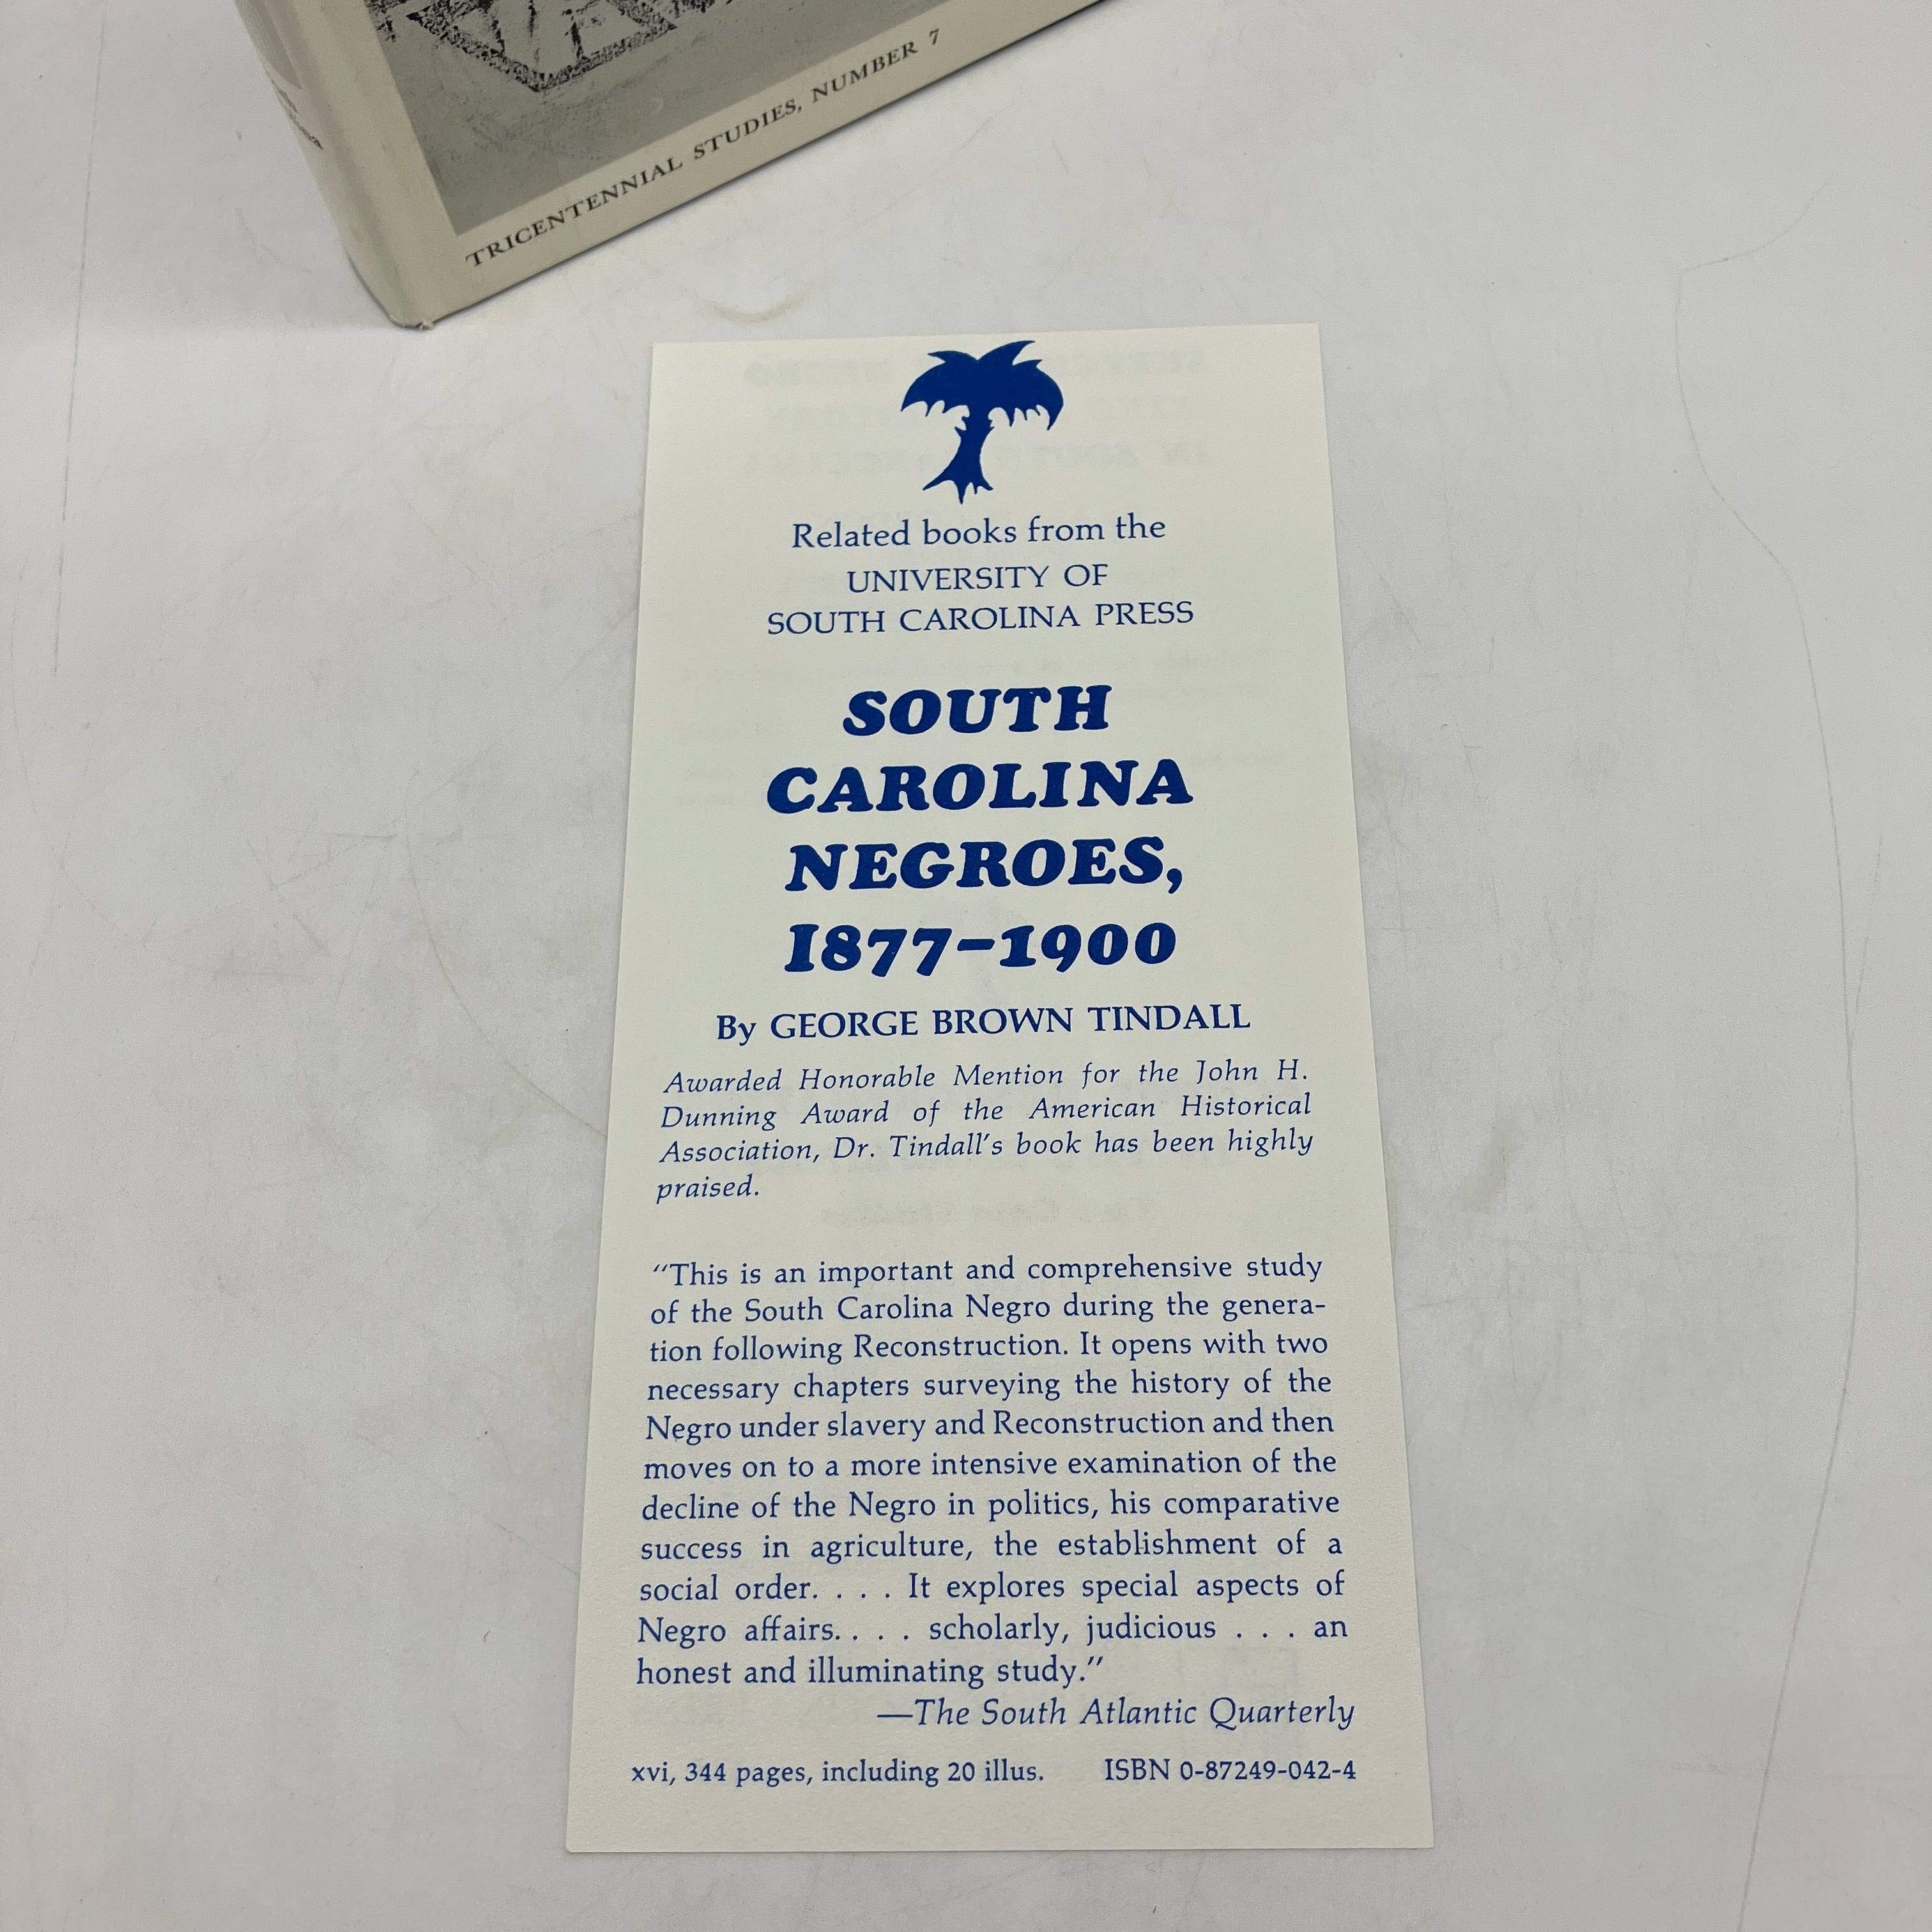 TRICENTENNIAL STUDIES, NUMBER 7
Related books from the
UNIVERSITY OF
SOUTH CAROLINA PRESS
SOUTH
CAROLINA
NEGROES,
1877–1900
By GEORGE BROWN TINDALL
Awarded Honorable Mention for the John H.
Dunning Award of the American Historical
Association, Dr. Tindall's book has been highly
praised.
"This is an important and comprehensive study
of the South Carolina Negro during the genera-
tion following Reconstruction. It opens with two
necessary chapters surveying the history of the
Negro under slavery and Reconstruction and then
moves on to a more intensive examination of the
decline of the Negro in politics, his comparative
success in agriculture, the establishment of a
social order. . . . It explores special aspects of
Negro affairs. . . . scholarly, judicious . . . an
honest and illuminating study."
—The South Atlantic Quarterly
xvi, 344 pages, including 20 illus. ISBN 0-87249-042-4